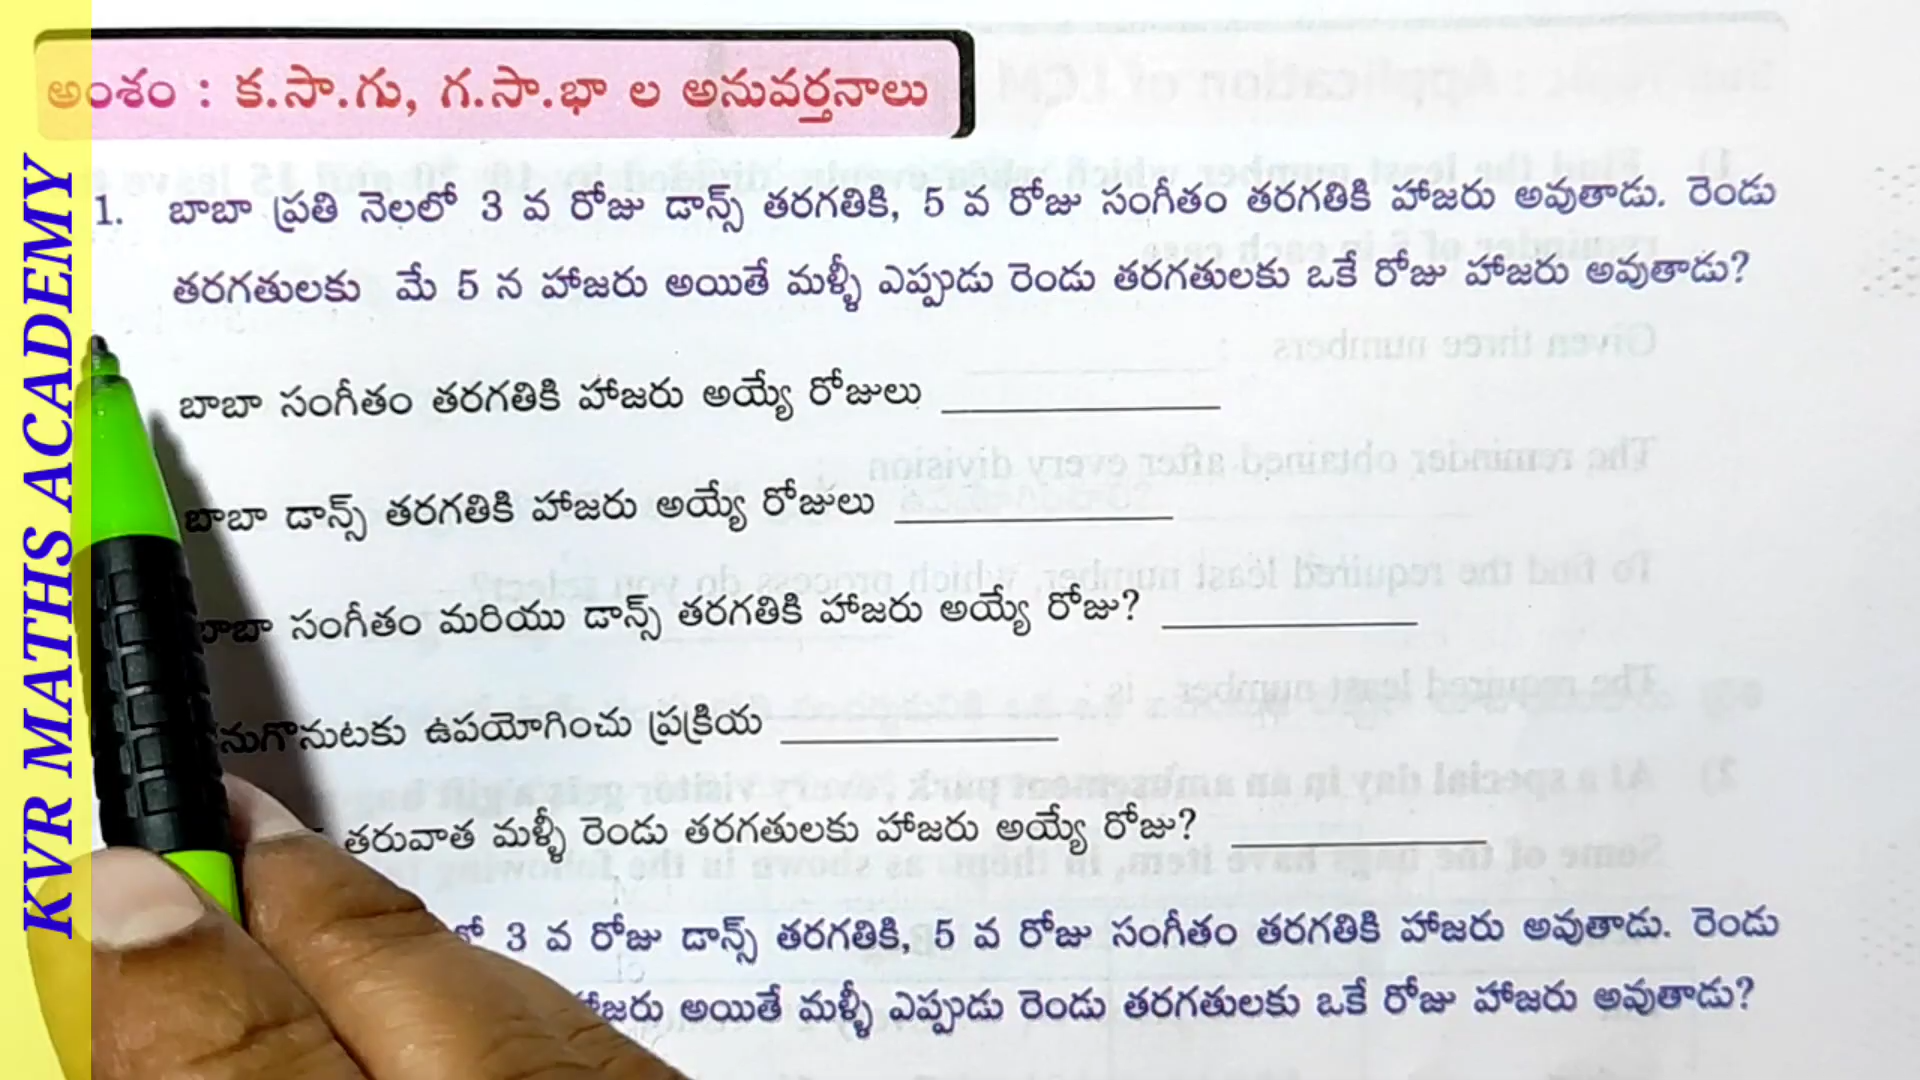 KVR MATHS ACADEMY
అంశం : క.సా.గు, గ.సా.భా ల అనువర్తనాలు
1. బాబా ప్రతి నెలలో 3 వ రోజు డాన్స్ తరగతికి, 5 వ రోజు సంగీతం తరగతికి హాజరు అవుతాడు. రెండు
తరగతులకు మే 5 న హాజరు అయితే మళ్ళీ ఎప్పుడు రెండు తరగతులకు ఒకే రోజు హాజరు అవుతాడు?
బాబా సంగీతం తరగతికి హాజరు అయ్యే రోజులు
బాబా డాన్స్ తరగతికి హాజరు అయ్యే రోజులు
బాబా సంగీతం మరియు డాన్స్ తరగతికి హాజరు అయ్యే రోజు?
నుగొనుటకు ఉపయోగించు ప్రక్రియ
తరువాత మళ్ళీ రెండు తరగతులకు హాజరు అయ్యే రోజు?
3 వ రోజు డాన్స్ తరగతికి, 5 వ రోజు సంగీతం తరగతికి హాజరు అవుతాడు. రెండు
హాజరు అయితే మళ్ళీ ఎప్పుడు రెండు తరగతులకు ఒకే రోజు హాజరు అవుతాడు?